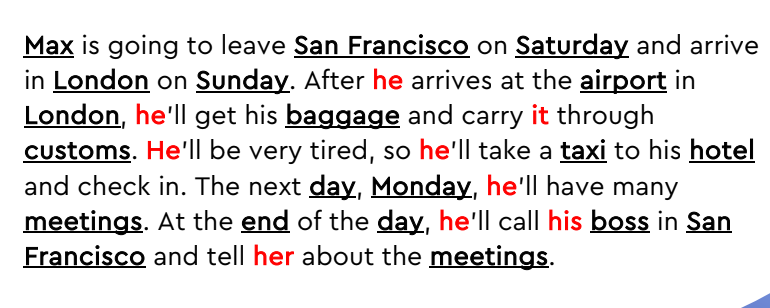 Max is going to leave San Francisco on Saturday and arrive
in London on Sunday. After he arrives at the airport in
London, he'll get his baggage and carry it through
customs. He'll be very tired, so he'll take a taxi to his hotel
and check in. The next day, Monday, he'll have many
meetings. At the end of the day, he'll call his boss in San
Francisco and tell her about the meetings.